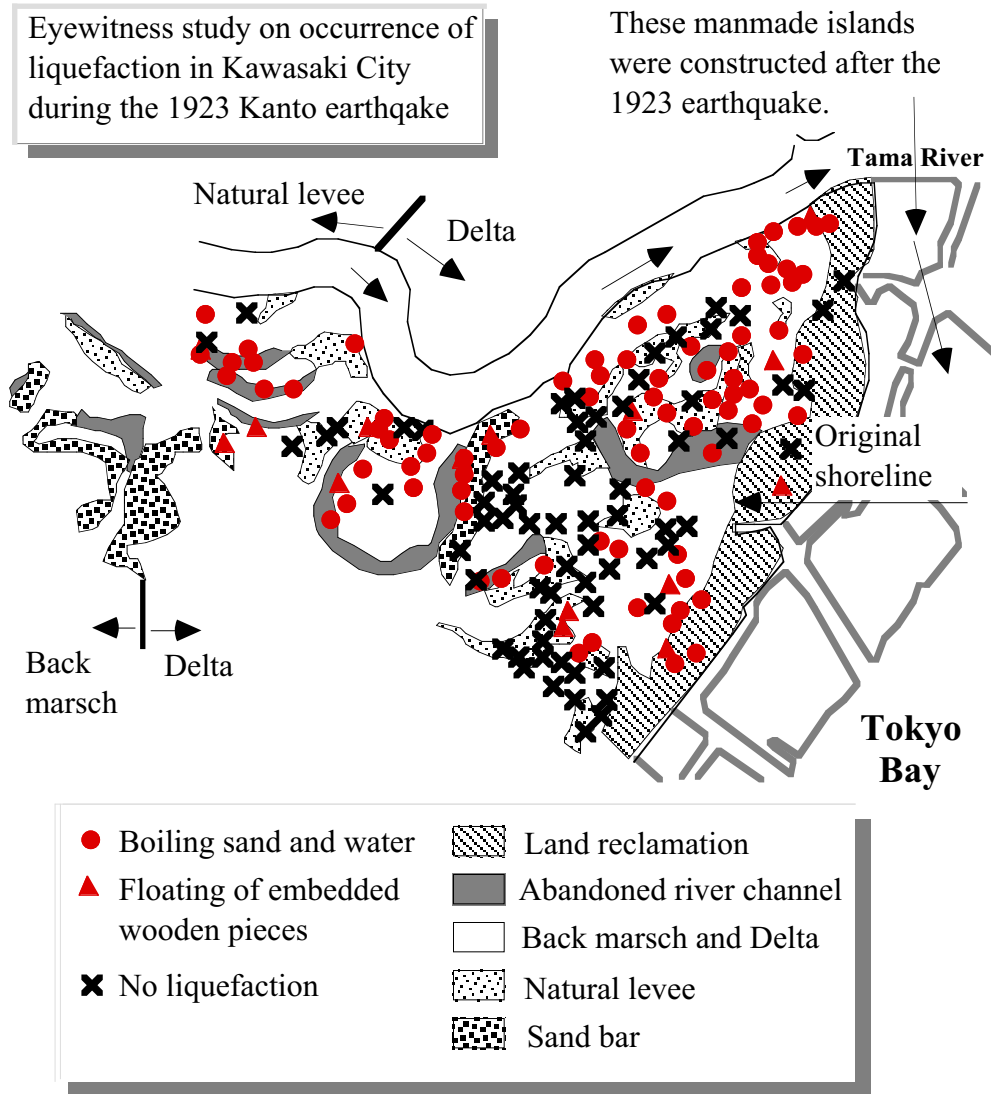 Eyewitness study on occurrence of
liquefaction in Kawasaki City
during the 1923 Kanto earthqake
These manmade islands
were constructed after the
1923 earthquake.
Tama River
Natural levee
Delta
Original
shoreline
Back
marsch
Delta
Tokyo
Bay
Boiling sand and water
Floating of embedded
wooden pieces
No liquefaction
Land reclamation
Abandoned river channel
Back marsch and Delta
Natural levee
Sand bar